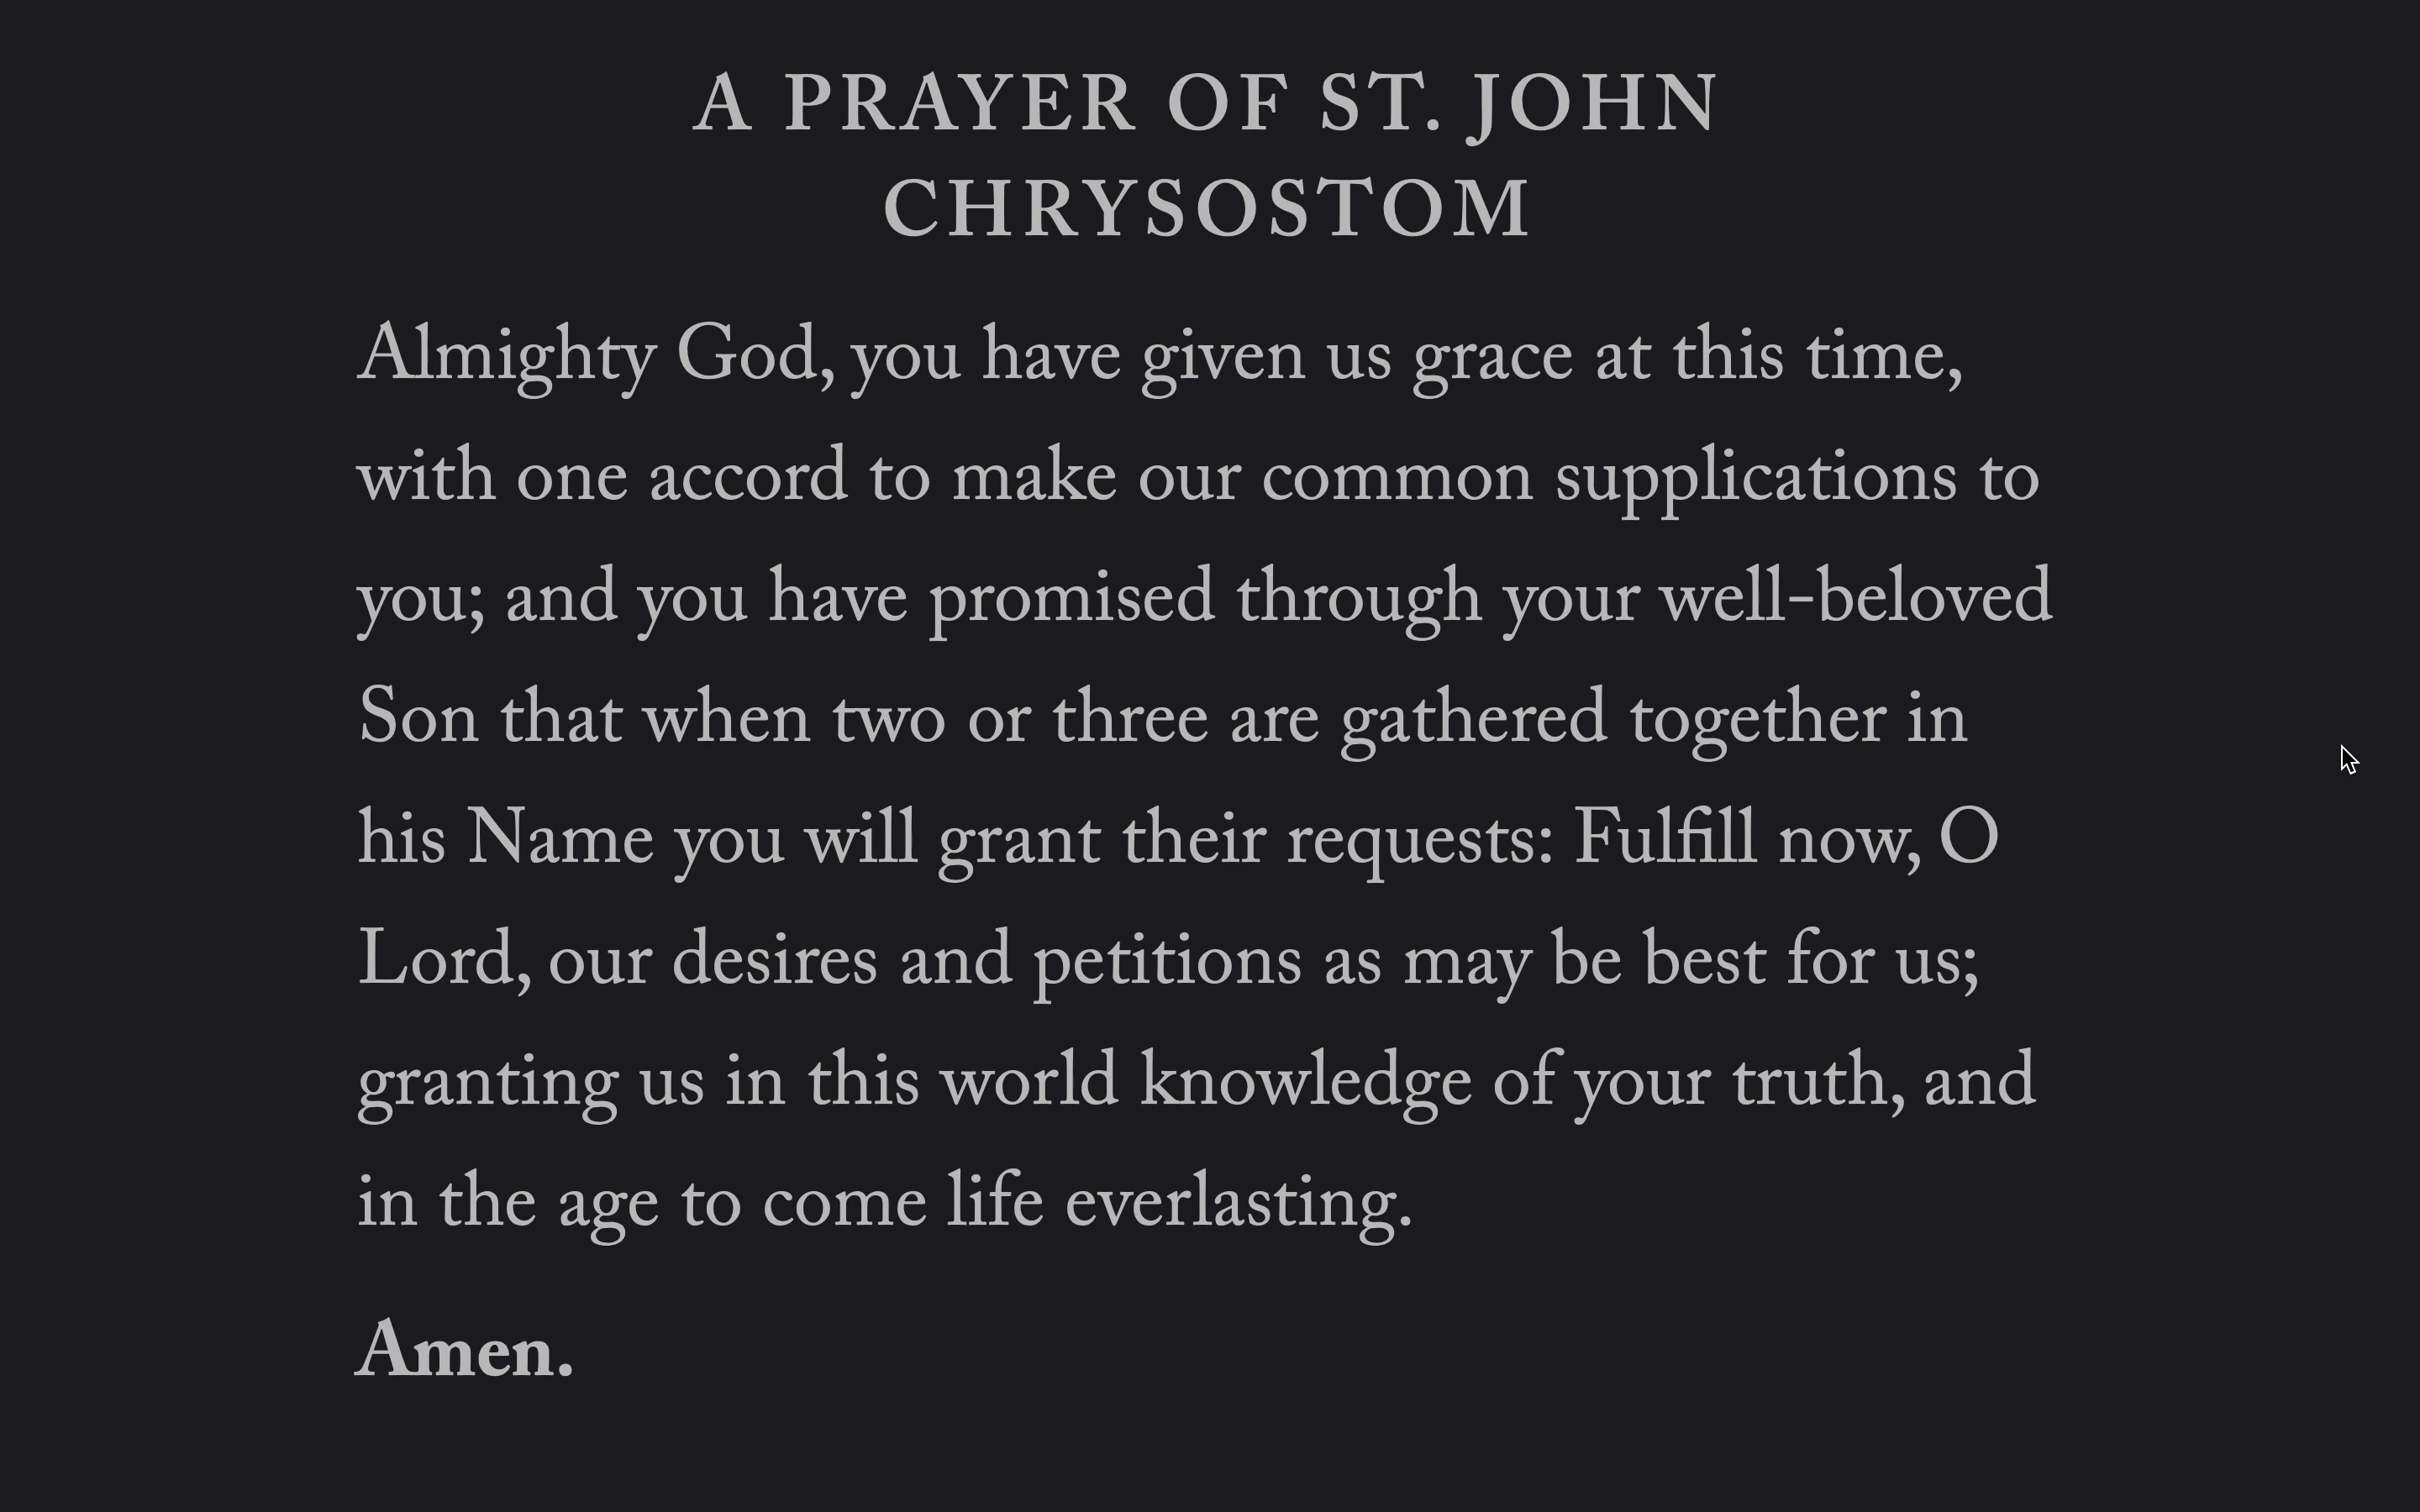 A PRAYER OF ST. JOHN
CHRYSOSTOM
Almighty God, you have given us grace at this time,
with one accord to make our common supplications to
you; and you have promised through your well-beloved
Son that when two or three are gathered together in
his Name you will grant their requests: Fulfill now, O
Lord, our desires and petitions as may be best for us;
granting us in this world knowledge of your truth, and
in the age to come life everlasting.
Amen.